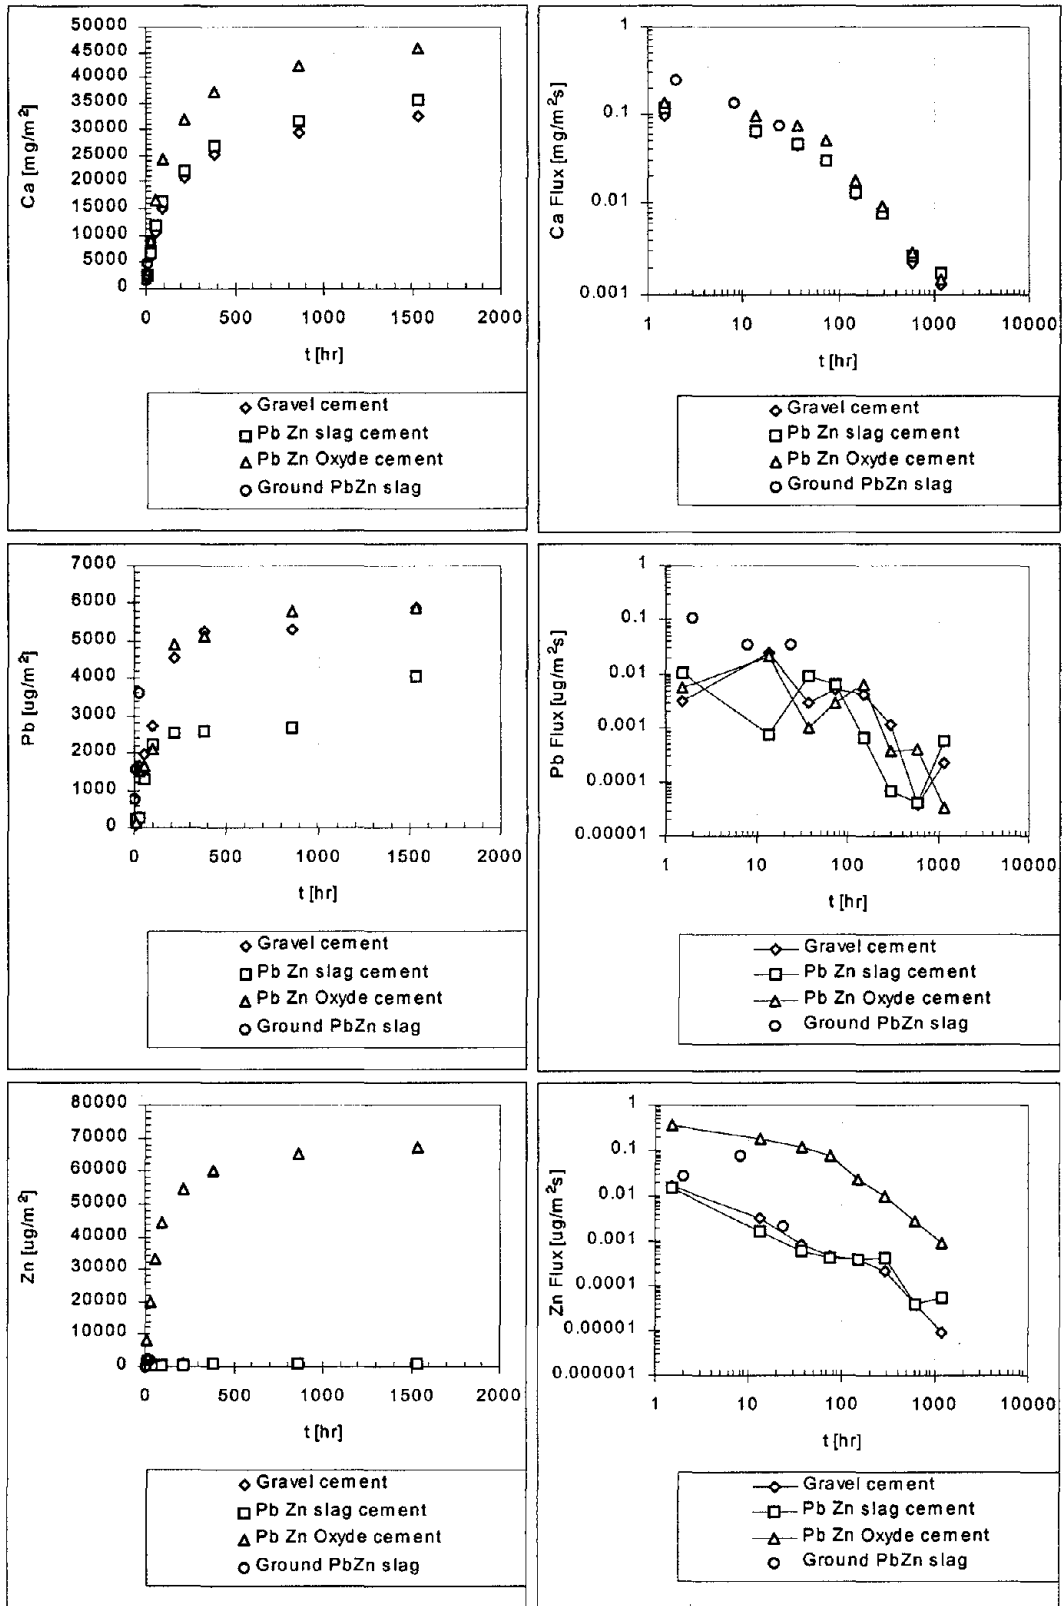 50000
45000
40000
35000
30000
25000
20000
15000
10000
5000
0
Ca [mg/m²]
0 500 1000 1500 2000
t [hr]
Gravel cement
Pb Zn slag cement
Pb Zn Oxyde cement
Ground PbZn slag
1
0.1
0.01
0.001
Ca Flux [mg/m²s]
1 10 100 1000 10000
t [hr]
Gravel cement
Pb Zn slag cement
Pb Zn Oxyde cement
Ground PbZn slag
7000
6000
5000
4000
3000
2000
1000
0
Pb [ug/m²]
0 500 1000 1500 2000
t [hr]
Gravel cement
Pb Zn slag cement
Pb Zn Oxyde cement
Ground PbZn slag
1
0.1
0.01
0.001
0.0001
0.00001
Pb Flux [ug/m²s]
1 10 100 1000 10000
t [hr]
Gravel cement
Pb Zn slag cement
Pb Zn Oxyde cement
Ground PbZn slag
80000
70000
60000
50000
40000
30000
20000
10000
0
Zn [ug/m²]
0 500 1000 1500 2000
t [hr]
Gravel cement
Pb Zn slag cement
Pb Zn Oxyde cement
Ground PbZn slag
1
0.1
0.01
0.001
0.0001
0.00001
0.000001
Zn Flux [ug/m²s]
1 10 100 1000 10000
t [hr]
Gravel cement
Pb Zn slag cement
Pb Zn Oxyde cement
Ground PbZn slag